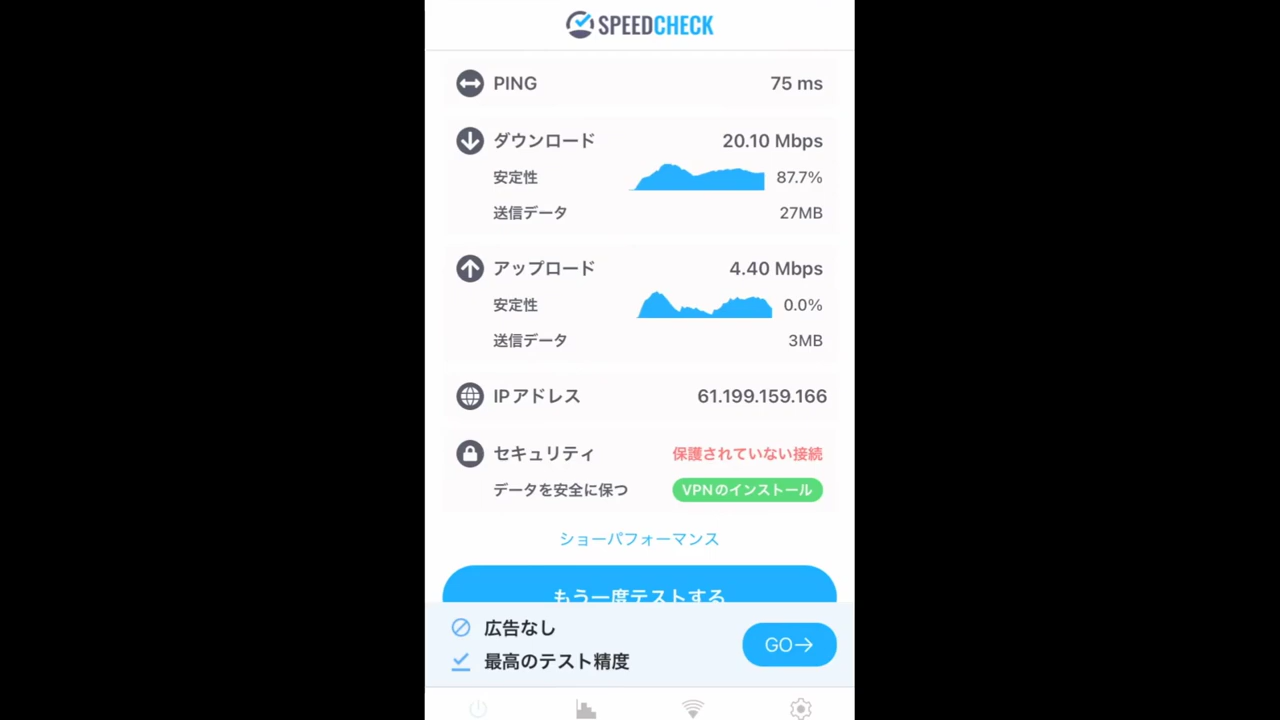 SPEEDCHECK
PING 75 ms
ダウンロード 20.10 Mbps
安定性 87.7%
送信データ 27MB
アップロード 4.40 Mbps
安定性 0.0%
送信データ 3MB
IPアドレス 61.199.159.166
セキュリティ 保護されていない接続
データを安全に保つ VPNのインストール
ショーパフォーマンス
もう一度テストする
広告なし
GO→
最高のテスト精度